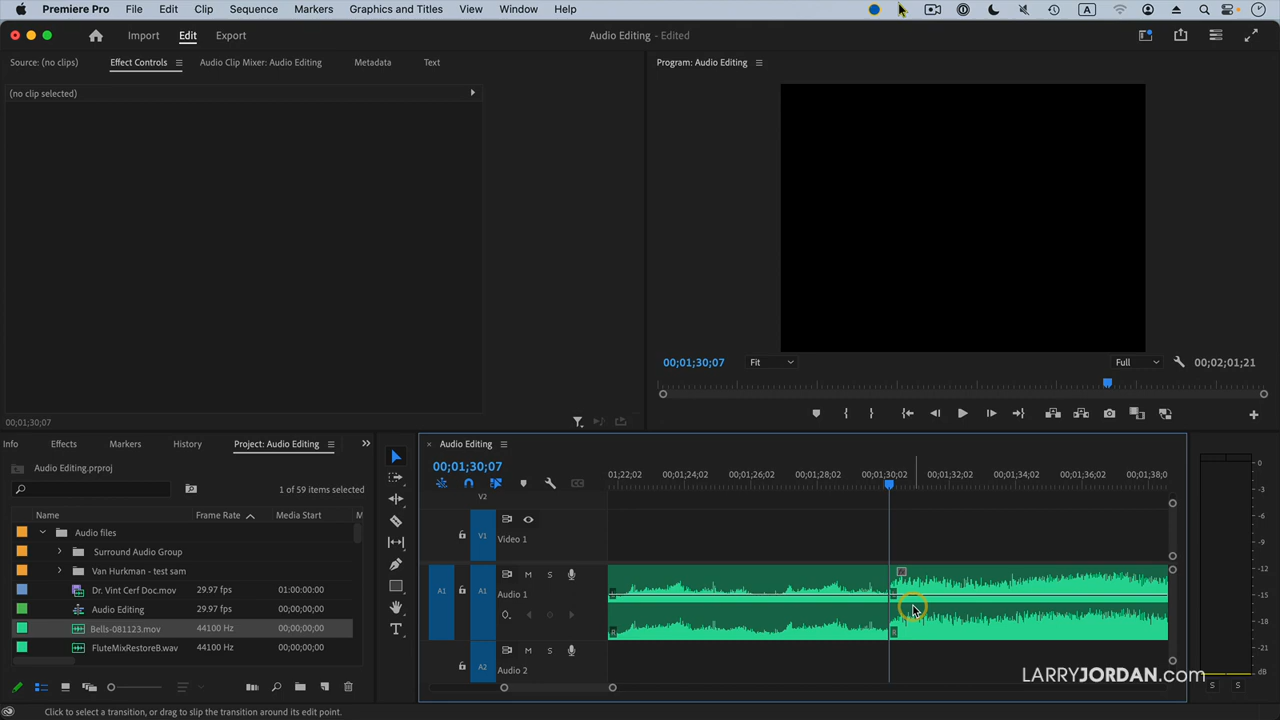 Premiere Pro File Edit Clip Sequence Markers Graphics and Titles View Window Help
Import Edit Export Audio Editing - Edited
Source: (no clips) Effect Controls Audio Clip Mixer: Audio Editing Metadata Text
Program: Audio Editing
(no clip selected)
00;01;30;07 Fit Full 00;02;01;21
00;01;30;07
Info Effects Markers History Project: Audio Editing
Audio Editing.prproj
1 of 59 items selected
Name Frame Rate Media Start M
Audio files
Surround Audio Group
Van Hurkman - test sam
Dr. Vint Cerf Doc.mov 29.97 fps 01:00:00:00
Audio Editing 29.97 fps 00;00;00;00
Bells-081123.mov 44100 Hz 00;00;00;00
FluteMixRestoreB.wav 44100 Hz 00;00;00;00
Audio Editing
00;01;30;07
01;22;02 00;01;24;02 00;01;26;02 00;01;28;02 00;01;30;02 00;01;32;02 00;01;34;02 00;01;36;02 00;01;38;0
V2
V1 Video 1
A1 A1 M S Audio 1
R R
A2 M S Audio 2
0
-3
-6
-9
-12
-15
-18
-21
dB
S S
LARRYJORDAN.com
Click to select a transition, or drag to slip the transition around its edit point.